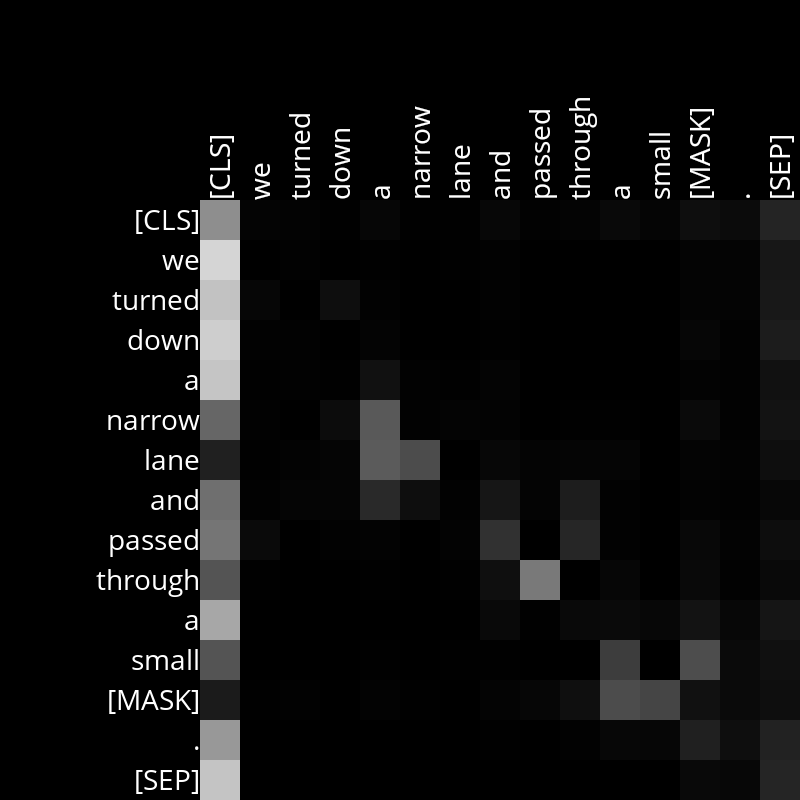 [CLS] we turned down a narrow lane and passed through a small [MASK] . [SEP]
[CLS]
we
turned
down
a
narrow
lane
and
passed
through
a
small
[MASK]
.
[SEP]